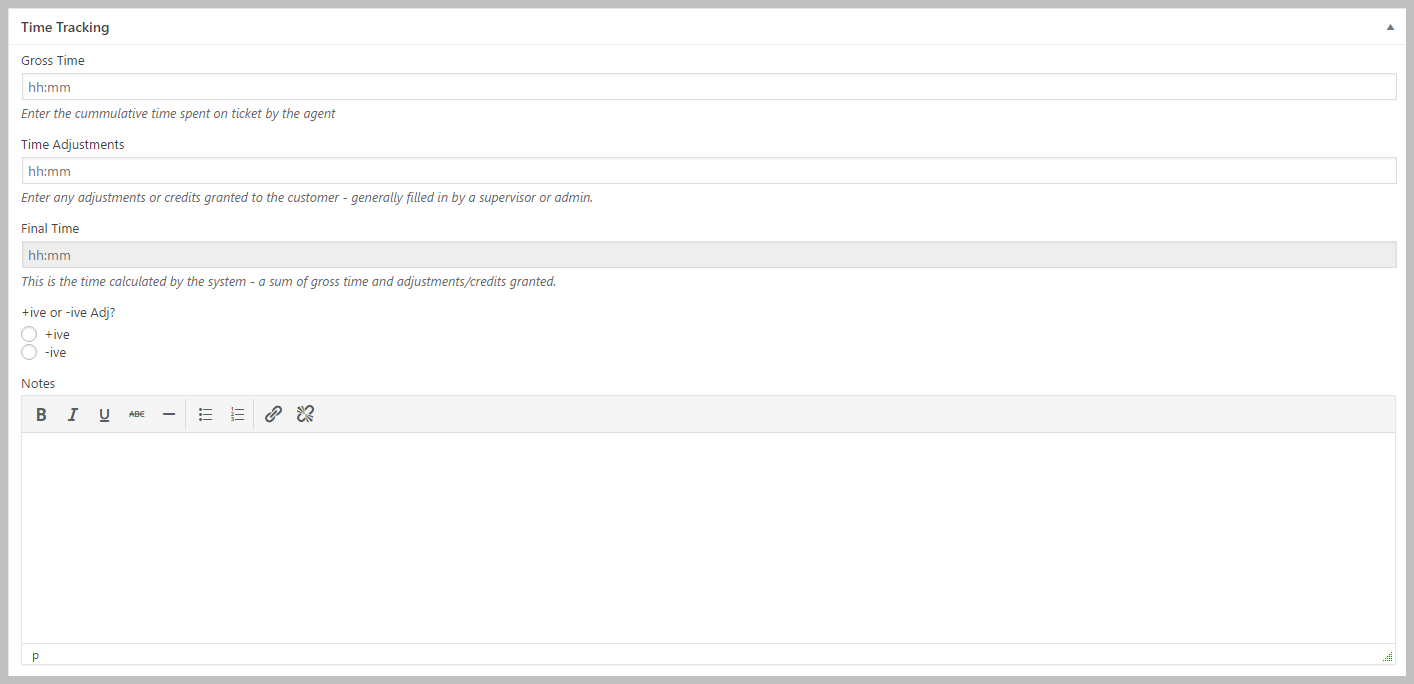 Time Tracking
Gross Time
hh:mm
Enter the cummulative time spent on ticket by the agent
Time Adjustments
hh:mm
Enter any adjustments or credits granted to the customer - generally filled in by a supervisor or admin.
Final Time
hh:mm
This is the time calculated by the system - a sum of gross time and adjustments/credits granted.
+ive or -ive Adj?
+ive
-ive
Notes
B I U ABC
p